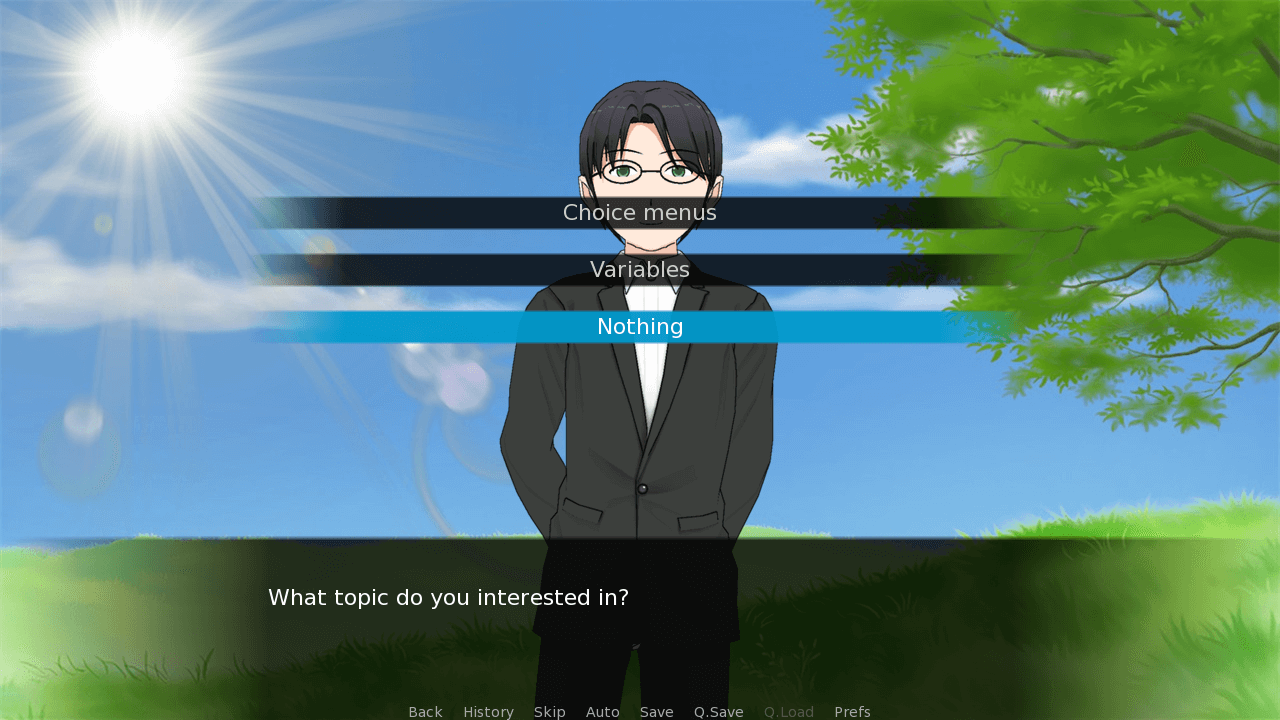 Choice menus
Variables
Nothing
What topic do you interested in?
Back History Skip Auto Save Q.Save Q.Load Prefs